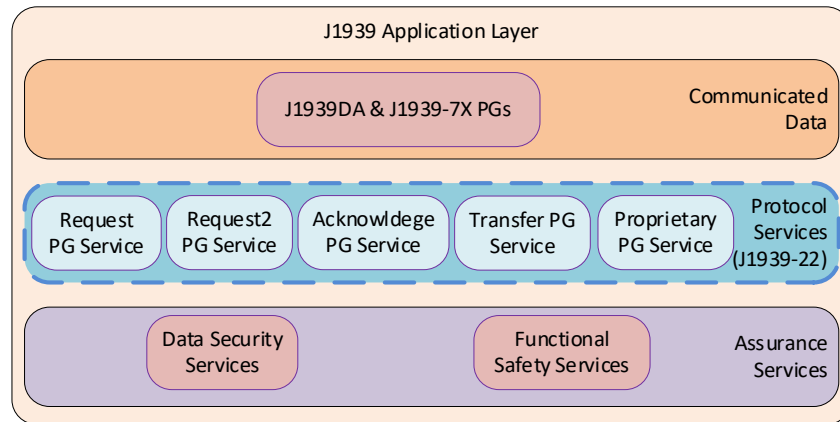 J1939 Application Layer
J1939DA & J1939-7X PGs
Communicated
Data
Request
PG Service
Request2
PG Service
Acknowldege
PG Service
Transfer PG
Service
Proprietary
PG Service
Protocol
Services
(J1939-22)
Data Security
Services
Functional
Safety Services
Assurance
Services